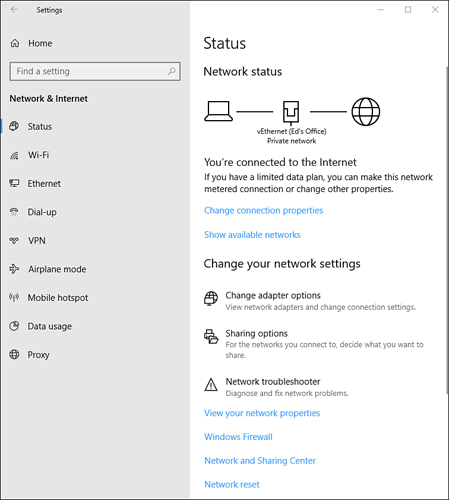 Settings
Home
Find a setting
Network & Internet
Status
Wi-Fi
Ethernet
Dial-up
VPN
Airplane mode
Mobile hotspot
Data usage
Proxy
Status
Network status
vEthernet (Ed's Office)
Private network
You're connected to the Internet
If you have a limited data plan, you can make this network
metered connection or change other properties.
Change connection properties
Show available networks
Change your network settings
Change adapter options
View network adapters and change connection settings.
Sharing options
For the networks you connect to, decide what you want to
share.
Network troubleshooter
Diagnose and fix network problems.
View your network properties
Windows Firewall
Network and Sharing Center
Network reset